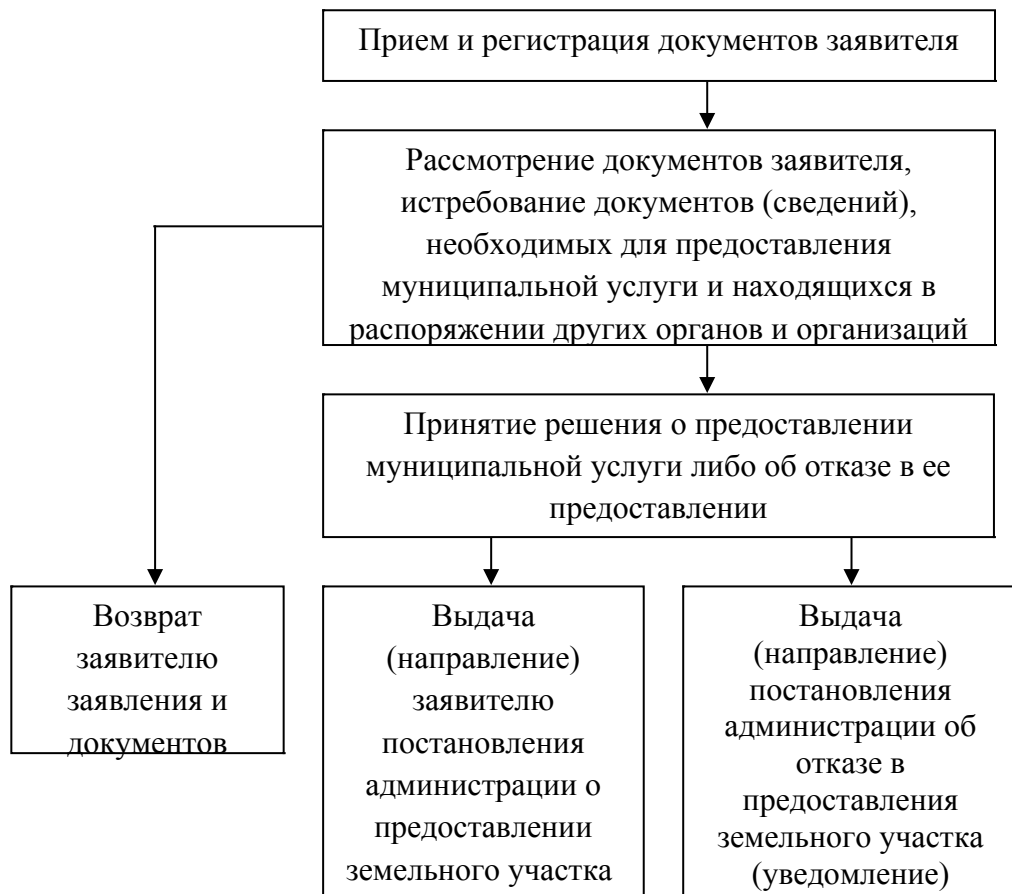 Прием и регистрация документов заявителя
Рассмотрение документов заявителя,
истребование документов (сведений),
необходимых для предоставления
муниципальной услуги и находящихся в
распоряжении других органов и организаций
Принятие решения о предоставлении
муниципальной услуги либо об отказе в ее
предоставлении
Возврат
заявителю
заявления и
документов
Выдача
(направление)
заявителю
постановления
администрации о
предоставлении
земельного участка
Выдача
(направление)
постановления
администрации об
отказе в
предоставления
земельного участка
(уведомление)